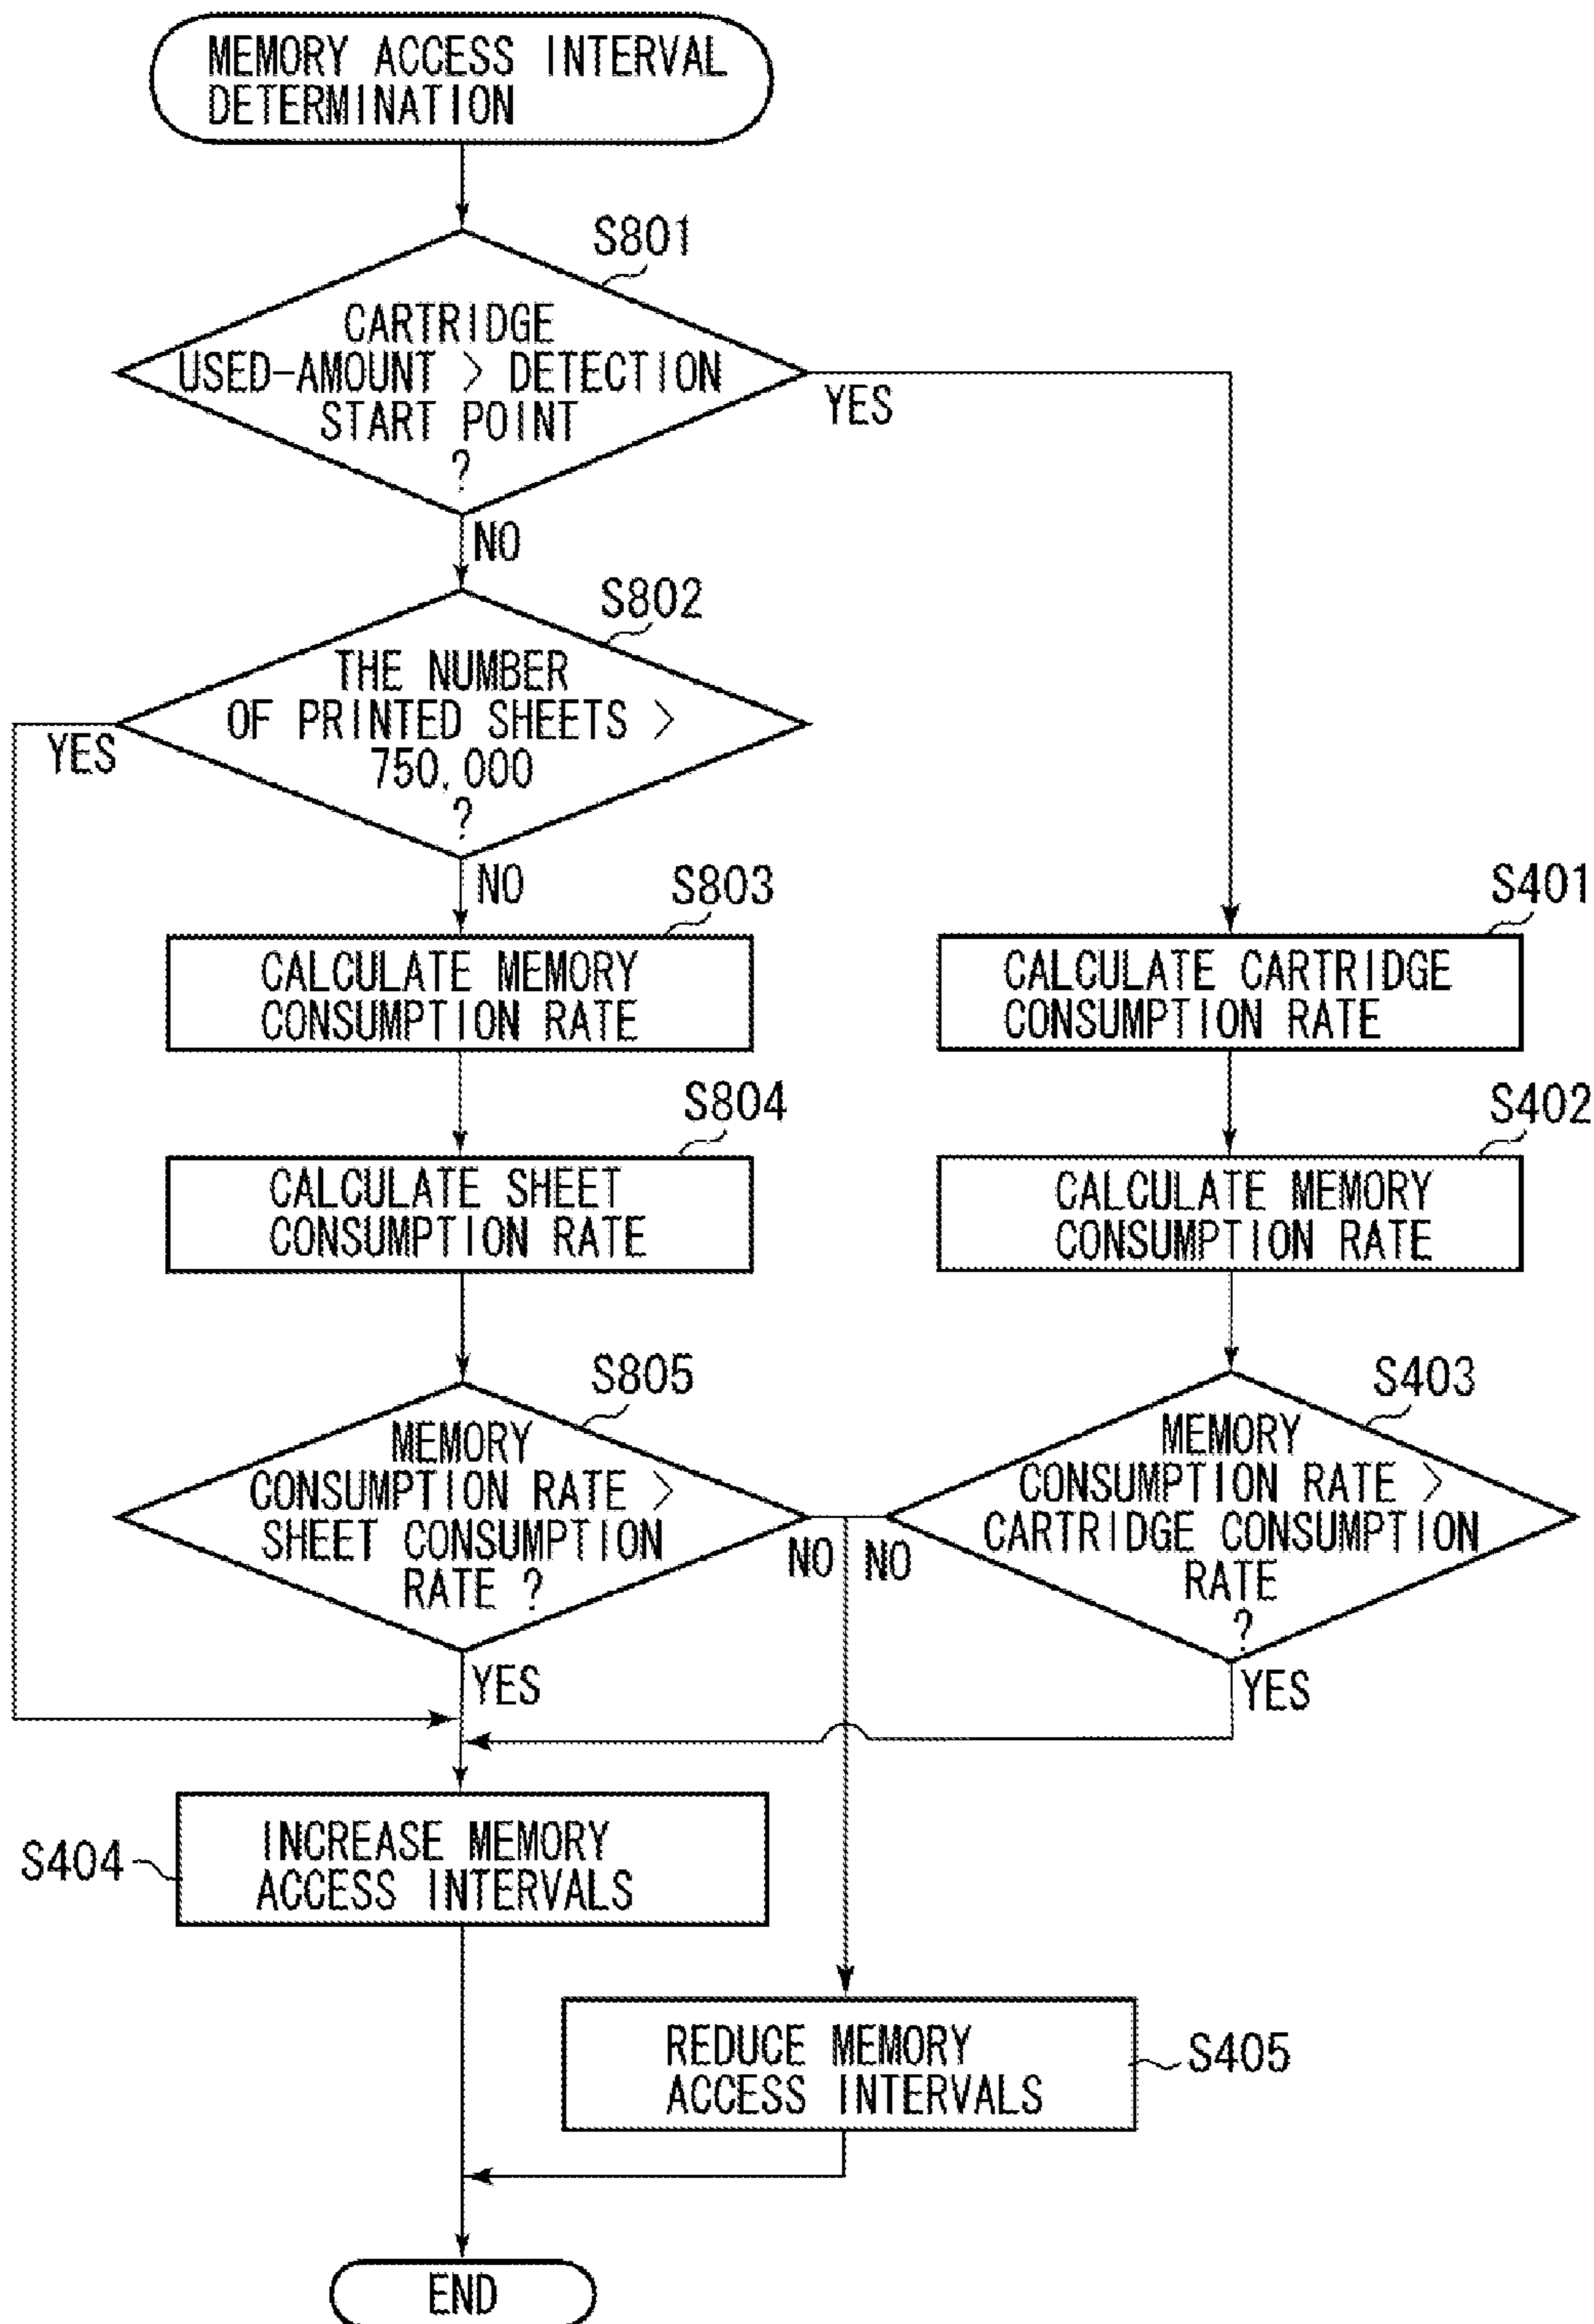 MEMORY ACCESS INTERVAL
DETERMINATION
S801
CARTRIDGE
USED-AMOUNT > DETECTION
START POINT
?
YES
NO
S802
THE NUMBER
OF PRINTED SHEETS >
750,000
?
YES
NO
S803
CALCULATE MEMORY
CONSUMPTION RATE
S401
CALCULATE CARTRIDGE
CONSUMPTION RATE
S804
CALCULATE SHEET
CONSUMPTION RATE
S402
CALCULATE MEMORY
CONSUMPTION RATE
S805
MEMORY
CONSUMPTION RATE >
SHEET CONSUMPTION
RATE ?
NO
YES
S403
MEMORY
CONSUMPTION RATE >
CARTRIDGE CONSUMPTION
RATE
?
NO
YES
S404
INCREASE MEMORY
ACCESS INTERVALS
REDUCE MEMORY
ACCESS INTERVALS
S405
END